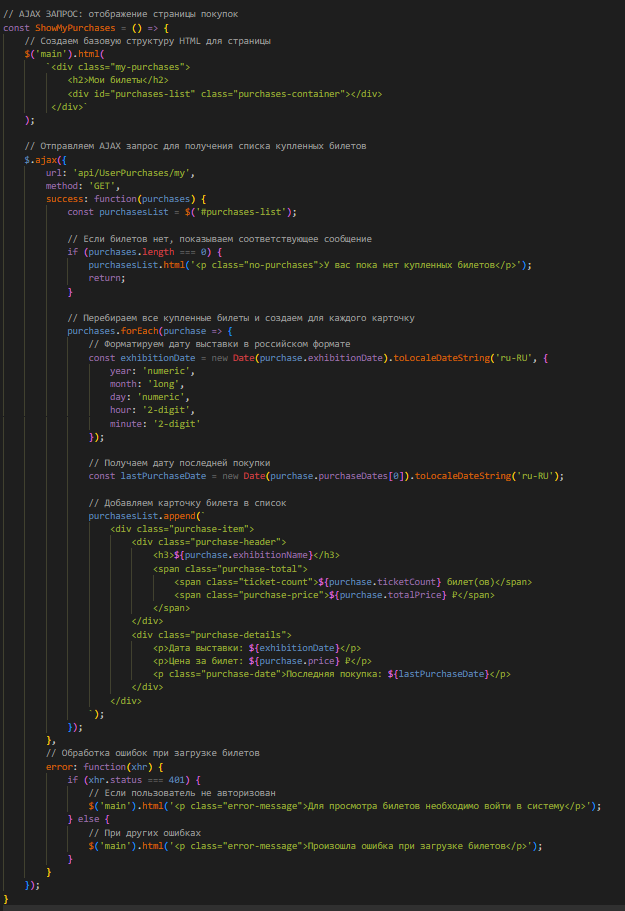 // AJAX ЗАПРОС: отображение страницы покупок
const ShowMyPurchases = () => {
    // Создаем базовую структуру HTML для страницы
    $('main').html(
        `<div class="my-purchases">
            <h2>Мои билеты</h2>
            <div id="purchases-list" class="purchases-container"></div>
         </div>`
    );

    // Отправляем AJAX запрос для получения списка купленных билетов
    $.ajax({
        url: 'api/UserPurchases/my',
        method: 'GET',
        success: function(purchases) {
            const purchasesList = $('#purchases-list');

            // Если билетов нет, показываем соответствующее сообщение
            if (purchases.length === 0) {
                purchasesList.html('<p class="no-purchases">У вас пока нет купленных билетов</p>');
                return;
            }

            // Перебираем все купленные билеты и создаем для каждого карточку
            purchases.forEach(purchase => {
                // Форматируем дату выставки в российском формате
                const exhibitionDate = new Date(purchase.exhibitionDate).toLocaleDateString('ru-RU', {
                    year: 'numeric',
                    month: 'long',
                    day: 'numeric',
                    hour: '2-digit',
                    minute: '2-digit'
                });

                // Получаем дату последней покупки
                const lastPurchaseDate = new Date(purchase.purchaseDates[0]).toLocaleDateString('ru-RU');

                // Добавляем карточку билета в список
                purchasesList.append(`
                    <div class="purchase-item">
                        <div class="purchase-header">
                            <h3>${purchase.exhibitionName}</h3>
                            <span class="purchase-total">
                                <span class="ticket-count">${purchase.ticketCount} билет(ов)</span>
                                <span class="purchase-price">${purchase.totalPrice} ₽</span>
                            </span>
                        </div>
                        <div class="purchase-details">
                            <p>Дата выставки: ${exhibitionDate}</p>
                            <p>Цена за билет: ${purchase.price} ₽</p>
                            <p class="purchase-date">Последняя покупка: ${lastPurchaseDate}</p>
                        </div>
                    </div>
                `);
            });
        },
        // Обработка ошибок при загрузке билетов
        error: function(xhr) {
            if (xhr.status === 401) {
                // Если пользователь не авторизован
                $('main').html('<p class="error-message">Для просмотра билетов необходимо войти в систему</p>');
            } else {
                // При других ошибках
                $('main').html('<p class="error-message">Произошла ошибка при загрузке билетов</p>');
            }
        }
    });
}